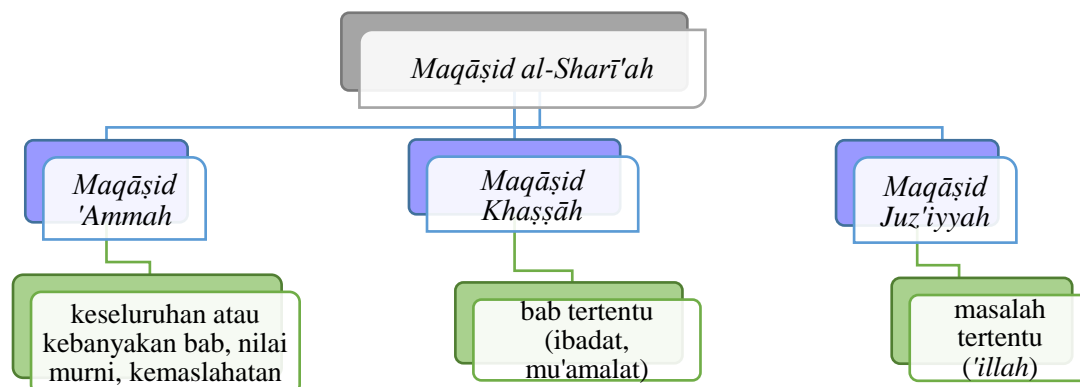 Maqāṣid al-Sharī'ah
Maqāṣid
'Ammah
Maqāṣid
Khaṣṣāh
Maqāṣid
Juz'iyyah
keseluruhan atau
kebanyakan bab, nilai
murni, kemaslahatan
bab tertentu
(ibadat,
mu'amalat)
masalah
tertentu
('illah)